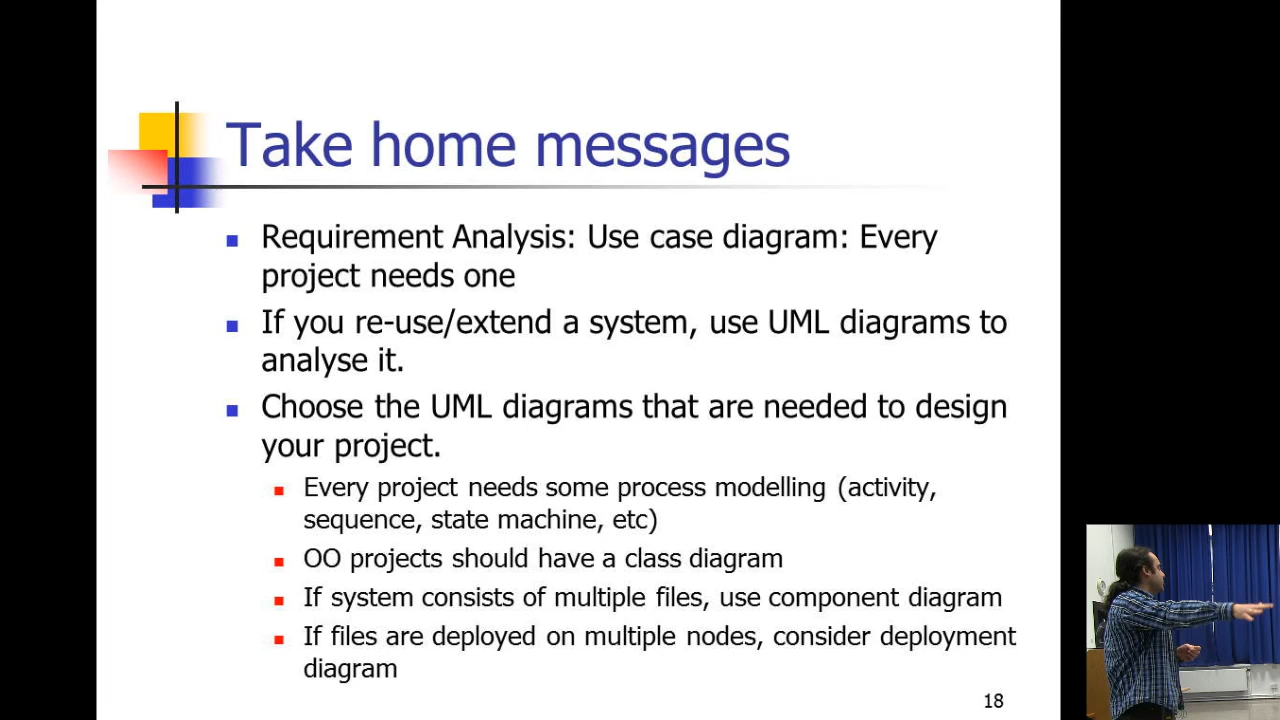 Take home messages
Requirement Analysis: Use case diagram: Every
project needs one
If you re-use/extend a system, use UML diagrams to
analyse it.
Choose the UML diagrams that are needed to design
your project.
Every project needs some process modelling (activity,
sequence, state machine, etc)
OO projects should have a class diagram
If system consists of multiple files, use component diagram
If files are deployed on multiple nodes, consider deployment
diagram
18